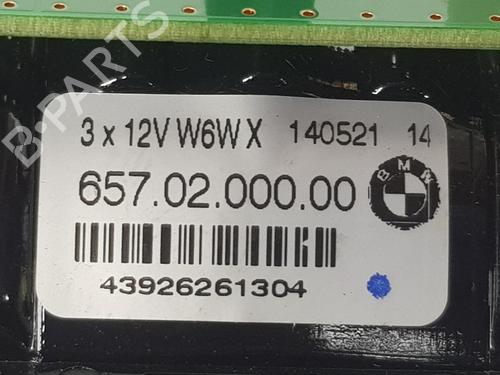 B-PARTS
3 x 12V W6W X 140521 14
657.02.000.00
BMW
43926261304